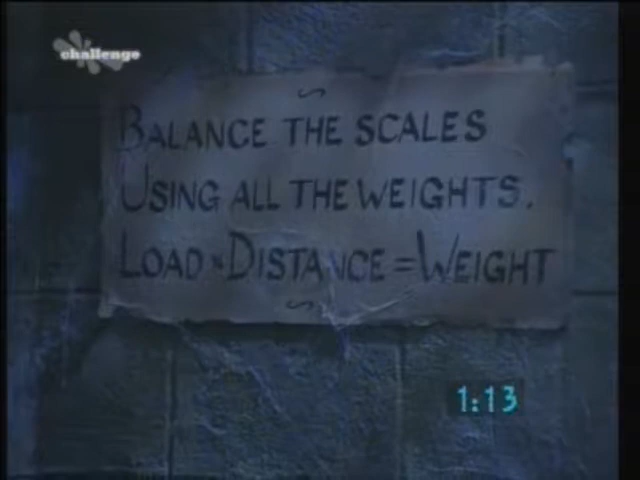 challenge
BALANCE THE SCALES
USING ALL THE WEIGHTS.
LOAD × DISTANCE = WEIGHT
1:13